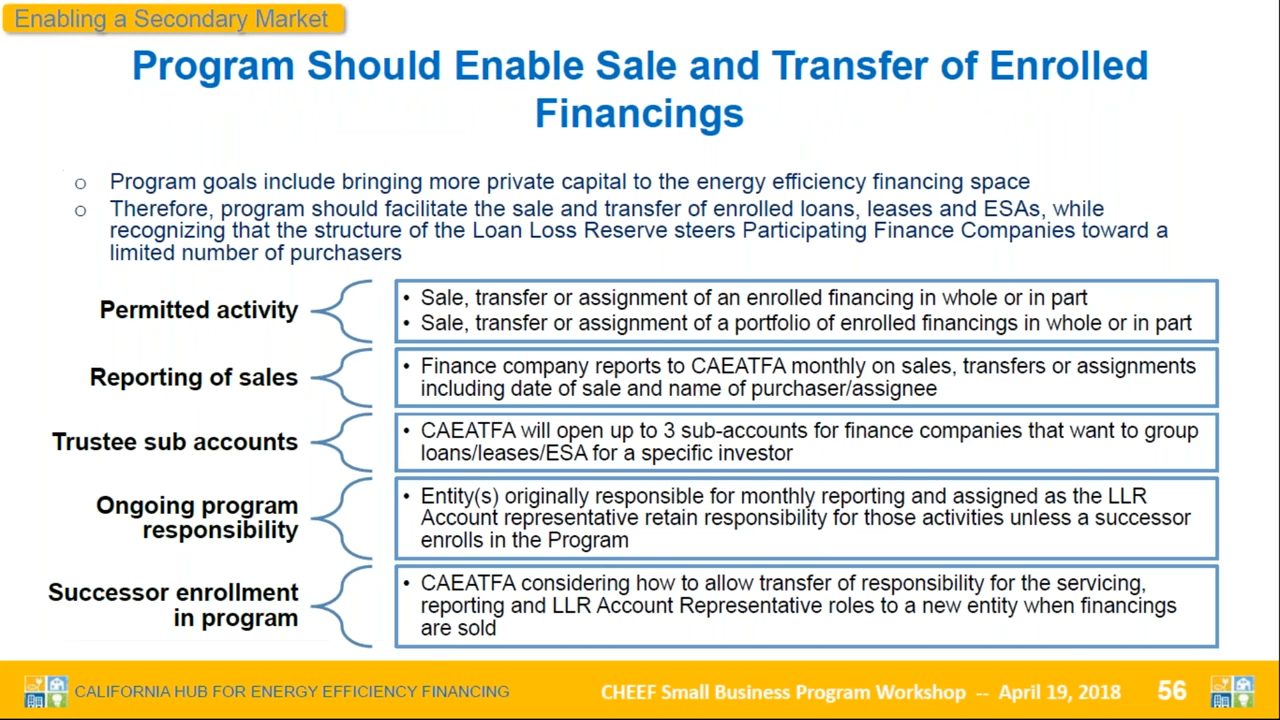 Enabling a Secondary Market
Program Should Enable Sale and Transfer of Enrolled
Financings
o Program goals include bringing more private capital to the energy efficiency financing space
o Therefore, program should facilitate the sale and transfer of enrolled loans, leases and ESAs, while
recognizing that the structure of the Loan Loss Reserve steers Participating Finance Companies toward a
limited number of purchasers
Permitted activity
• Sale, transfer or assignment of an enrolled financing in whole or in part
• Sale, transfer or assignment of a portfolio of enrolled financings in whole or in part
Reporting of sales
• Finance company reports to CAEATFA monthly on sales, transfers or assignments
including date of sale and name of purchaser/assignee
Trustee sub accounts
• CAEATFA will open up to 3 sub-accounts for finance companies that want to group
loans/leases/ESA for a specific investor
Ongoing program
responsibility
• Entity(s) originally responsible for monthly reporting and assigned as the LLR
Account representative retain responsibility for those activities unless a successor
enrolls in the Program
Successor enrollment
in program
• CAEATFA considering how to allow transfer of responsibility for the servicing,
reporting and LLR Account Representative roles to a new entity when financings
are sold
CALIFORNIA HUB FOR ENERGY EFFICIENCY FINANCING
CHEEF Small Business Program Workshop -- April 19, 2018
56